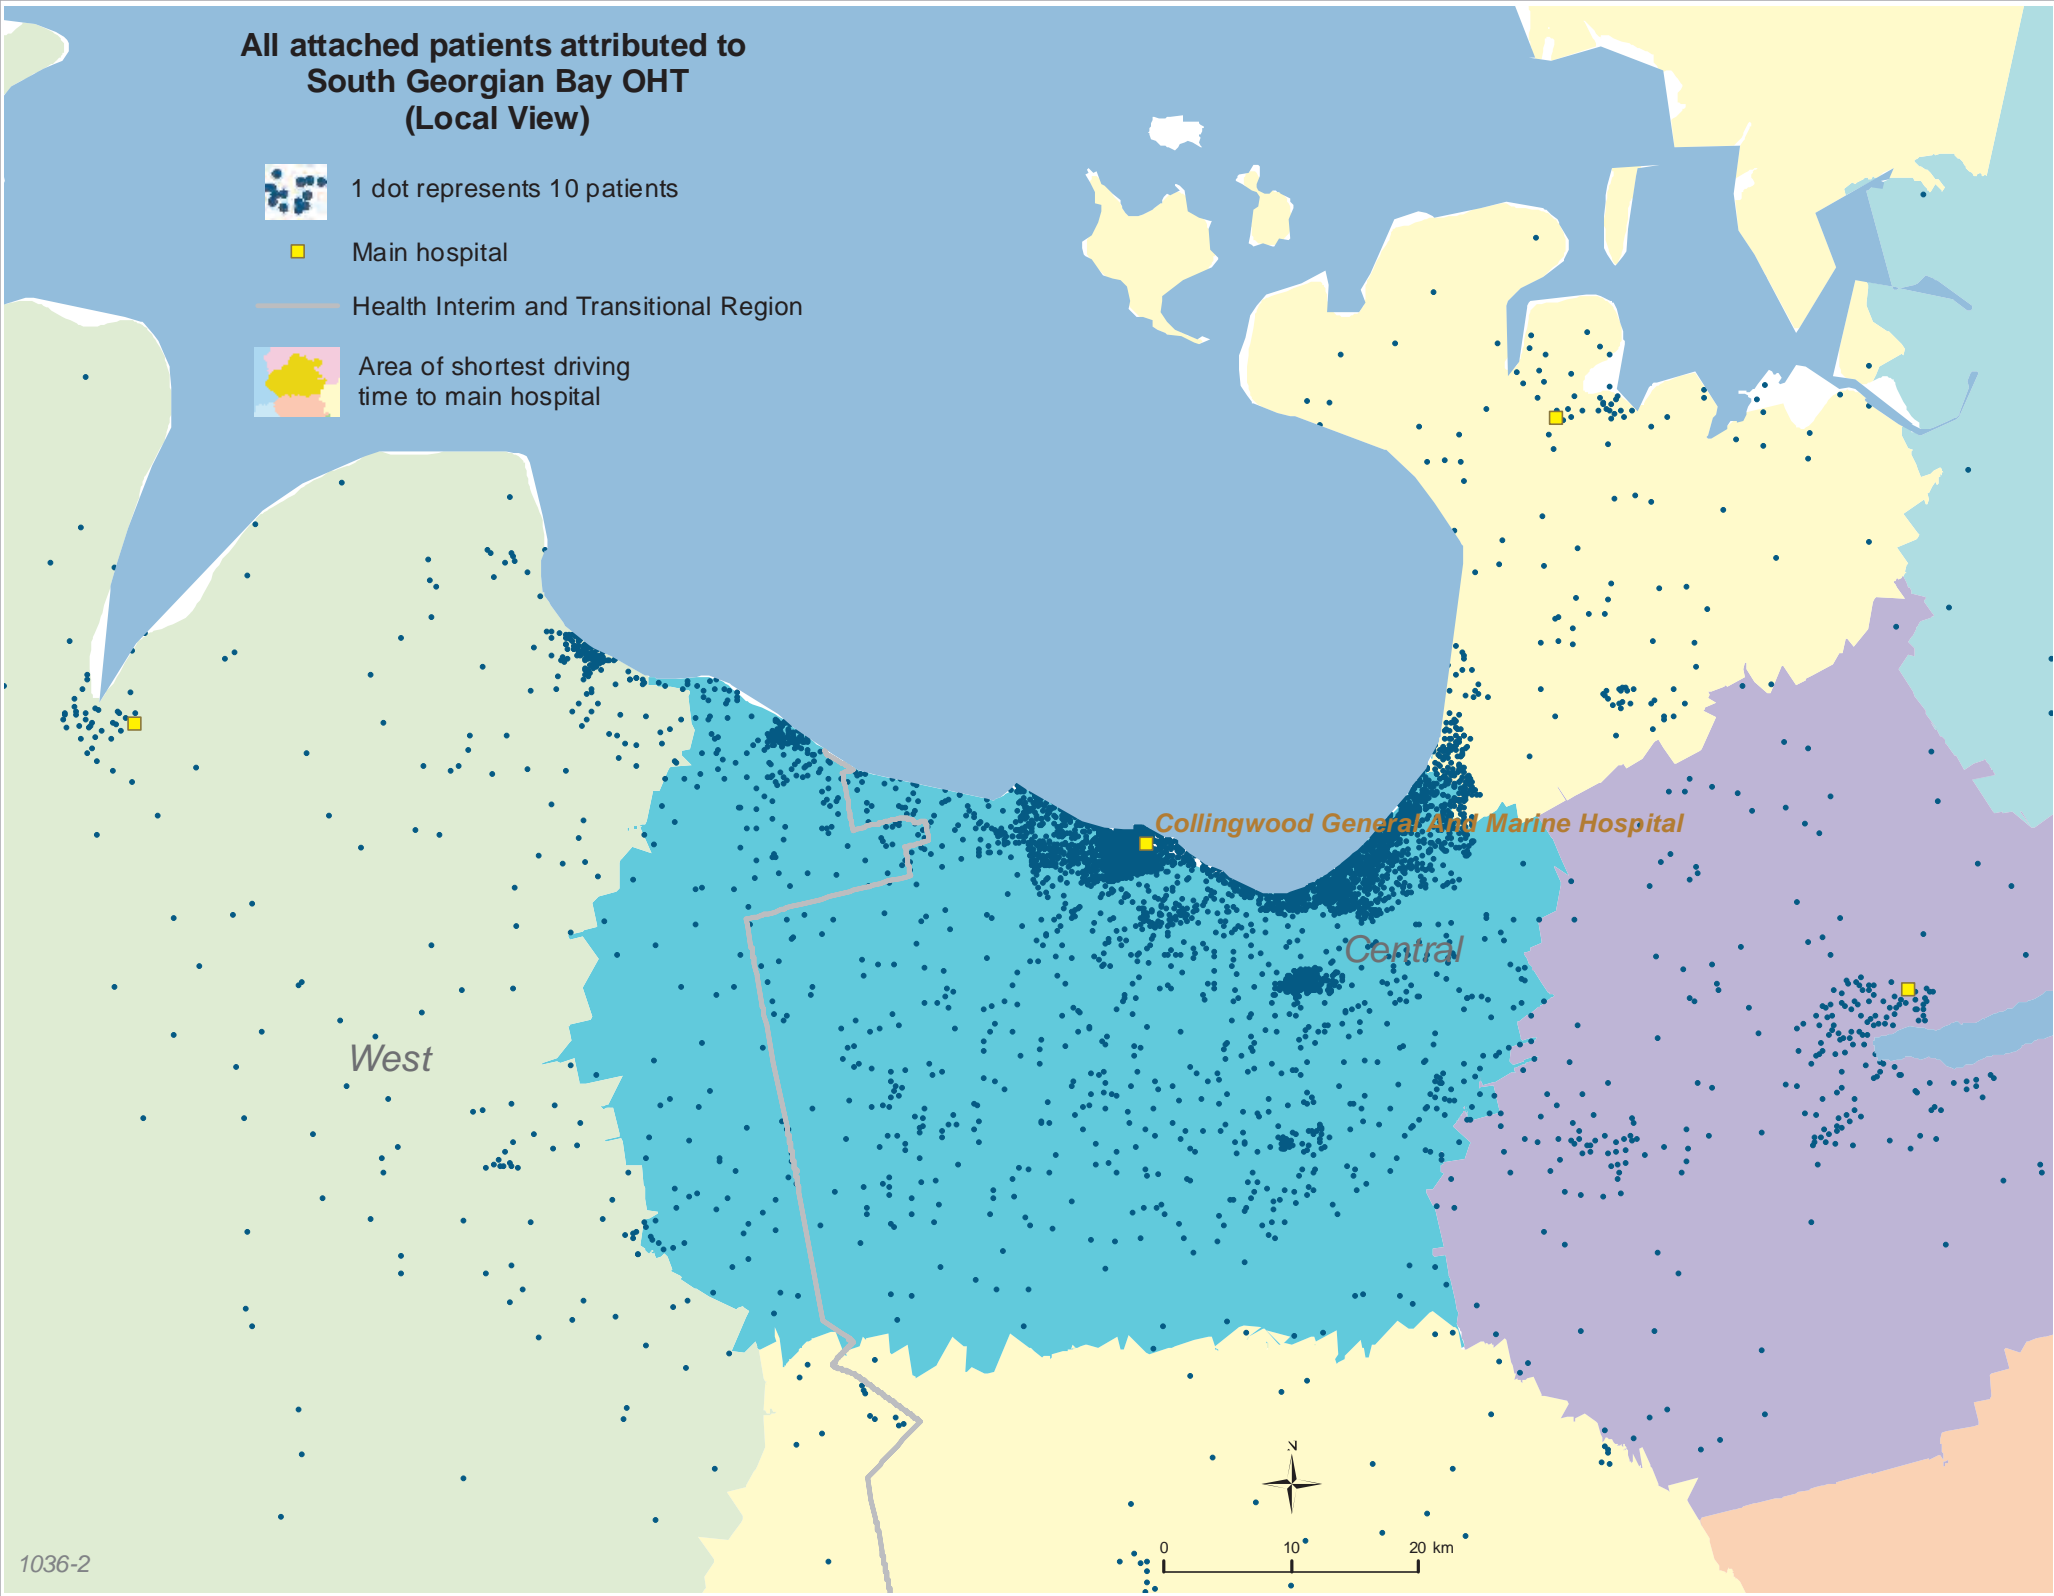 All attached patients attributed to
South Georgian Bay OHT
(Local View)
1 dot represents 10 patients
Main hospital
Health Interim and Transitional Region
Area of shortest driving
time to main hospital
Collingwood General And Marine Hospital
Central
West
N
0 10 20 km
1036-2